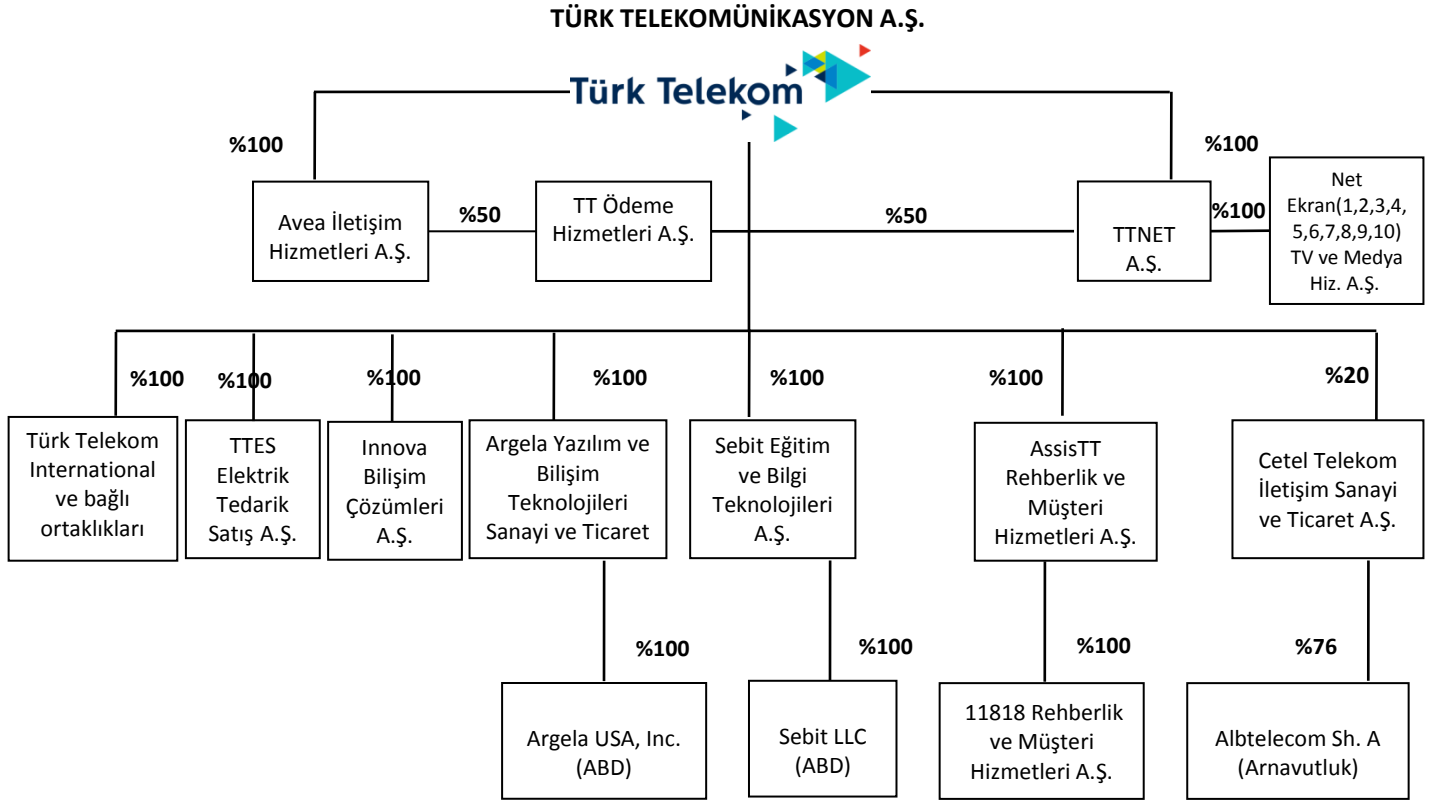 TÜRK TELEKOMÜNİKASYON A.Ş.
Türk Telekom
%100
%100
Avea İletişim
Hizmetleri A.Ş.
%50
TT Ödeme
Hizmetleri A.Ş.
%50
TTNET
A.Ş.
%100
Net
Ekran(1,2,3,4,
5,6,7,8,9,10)
TV ve Medya
Hiz. A.Ş.
%100
%100
%100
%100
%100
%100
%20
Türk Telekom
International
ve bağlı
ortaklıkları
TTES
Elektrik
Tedarik
Satış A.Ş.
Innova
Bilişim
Çözümleri
A.Ş.
Argela Yazılım ve
Bilişim
Teknolojileri
Sanayi ve Ticaret
Sebit Eğitim
ve Bilgi
Teknolojileri
A.Ş.
AssisTT
Rehberlik ve
Müşteri
Hizmetleri A.Ş.
Cetel Telekom
İletişim Sanayi
ve Ticaret A.Ş.
%100
%100
%100
%76
Argela USA, Inc.
(ABD)
Sebit LLC
(ABD)
11818 Rehberlik
ve Müşteri
Hizmetleri A.Ş.
Albtelecom Sh. A
(Arnavutluk)